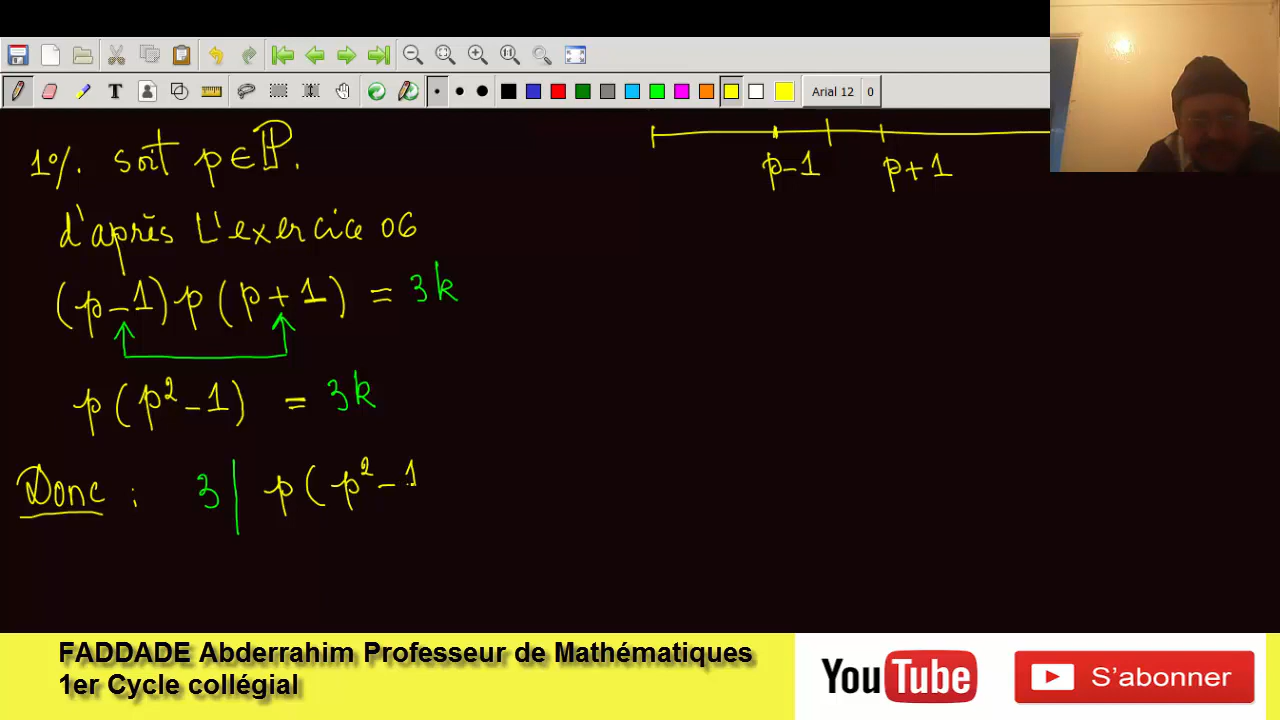 Arial 12 0
1°/. soit p∈ℙ.
p-1 p+1
d'après L'exercice 06
(p-1)p(p+1) = 3k
p(p²-1) = 3k
Donc : 3 | p(p²-1
FADDADE Abderrahim Professeur de Mathématiques
1er Cycle collégial
YouTube
S'abonner